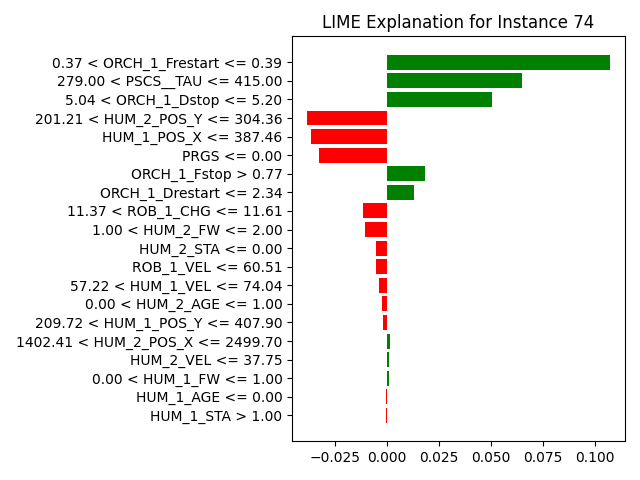 LIME Explanation for Instance 74
0.37 < ORCH_1_Frestart <= 0.39
279.00 < PSCS__TAU <= 415.00
5.04 < ORCH_1_Dstop <= 5.20
201.21 < HUM_2_POS_Y <= 304.36
HUM_1_POS_X <= 387.46
PRGS <= 0.00
ORCH_1_Fstop > 0.77
ORCH_1_Drestart <= 2.34
11.37 < ROB_1_CHG <= 11.61
1.00 < HUM_2_FW <= 2.00
HUM_2_STA <= 0.00
ROB_1_VEL <= 60.51
57.22 < HUM_1_VEL <= 74.04
0.00 < HUM_2_AGE <= 1.00
209.72 < HUM_1_POS_Y <= 407.90
1402.41 < HUM_2_POS_X <= 2499.70
HUM_2_VEL <= 37.75
0.00 < HUM_1_FW <= 1.00
HUM_1_AGE <= 0.00
HUM_1_STA > 1.00
−0.025 0.000 0.025 0.050 0.075 0.100